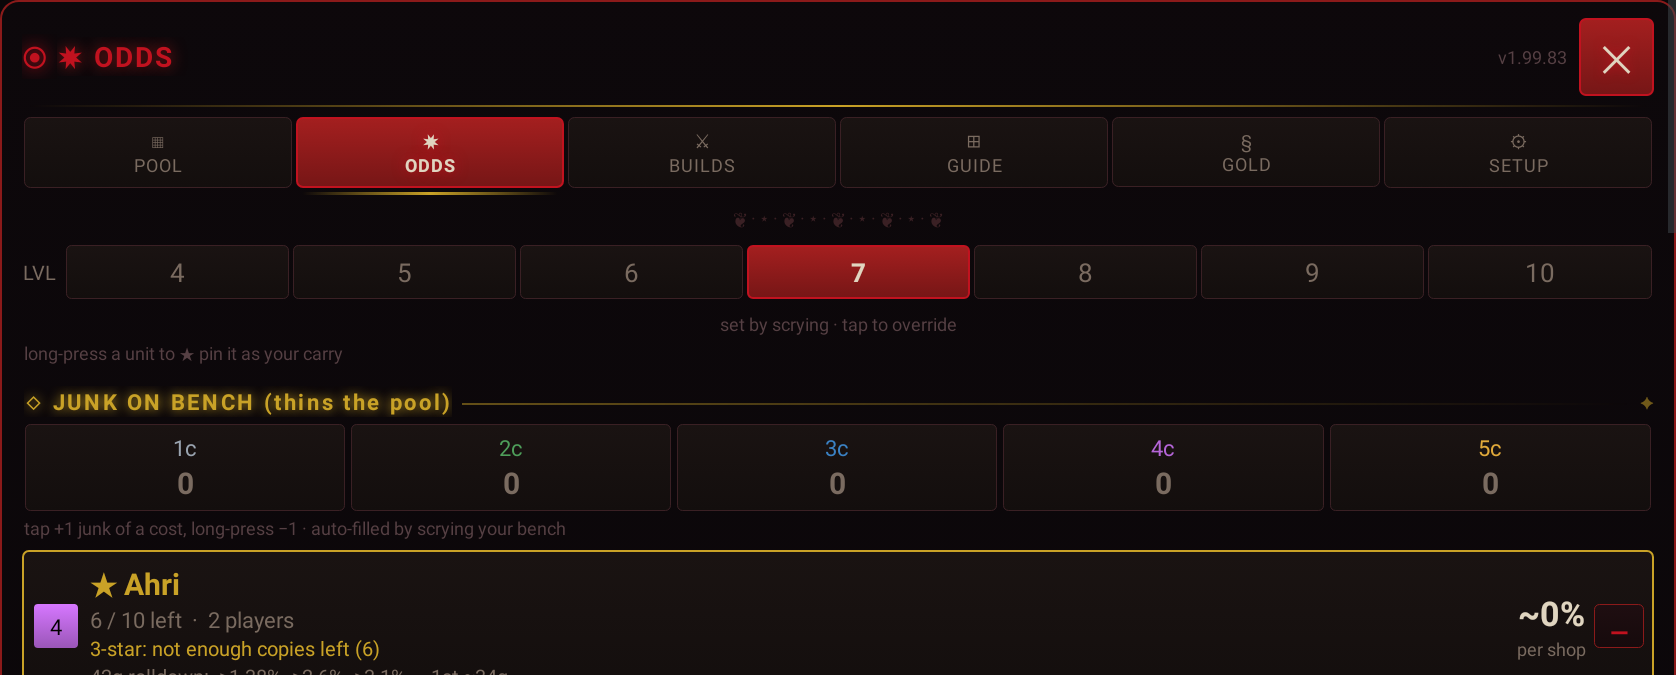 ODDS
v1.99.83
POOL ODDS BUILDS GUIDE § GOLD SETUP
LVL 4 5 6 7 8 9 10
set by scrying · tap to override
long-press a unit to ★ pin it as your carry
◇ JUNK ON BENCH (thins the pool)
1c 2c 3c 4c 5c
0 0 0 0 0
tap +1 junk of a cost, long-press −1 · auto-filled by scrying your bench
★ Ahri
4
6 / 10 left · 2 players
3-star: not enough copies left (6)
~0%
per shop